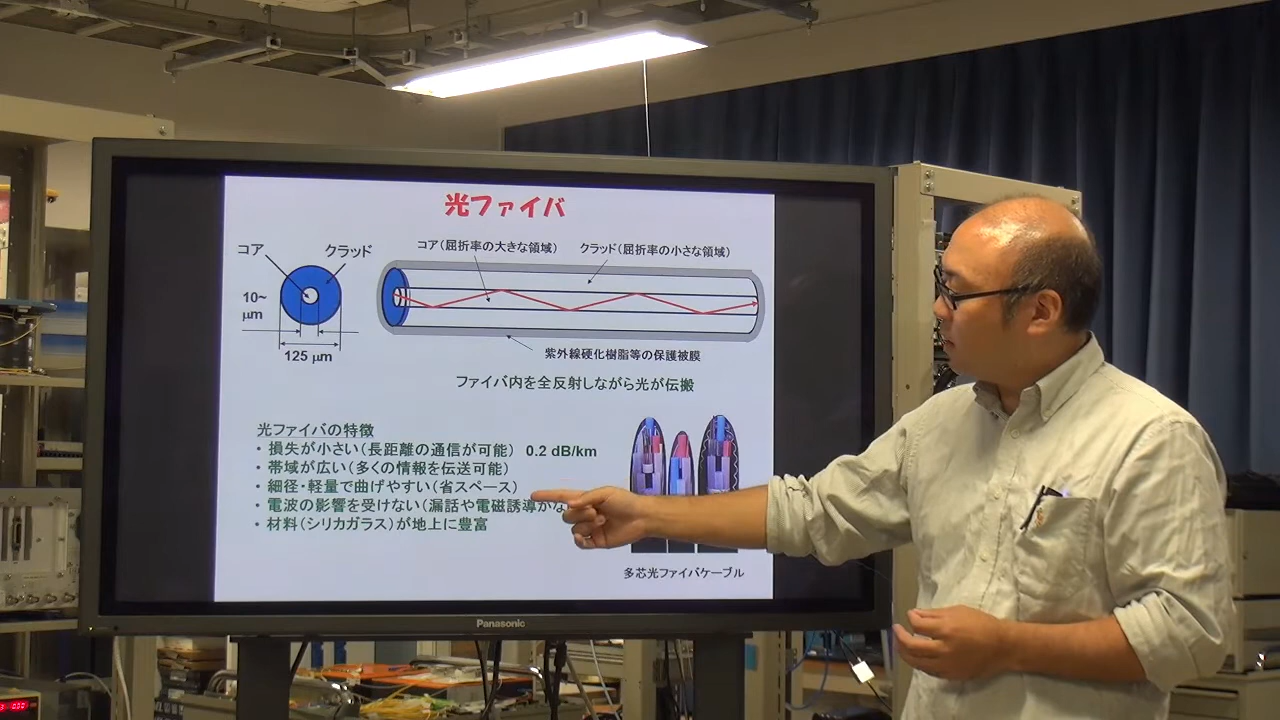 光ファイバ
コア
クラッド
10~
μm
125 μm
コア(屈折率の大きな領域)
クラッド(屈折率の小さな領域)
紫外線硬化樹脂等の保護被膜
ファイバ内を全反射しながら光が伝搬
光ファイバの特徴
・損失が小さい(長距離の通信が可能) 0.2 dB/km
・帯域が広い(多くの情報を伝送可能)
・細径・軽量で曲げやすい(省スペース)
・電波の影響を受けない(漏話や電磁誘導がな
・材料(シリカガラス)が地上に豊富
多芯光ファイバケーブル
Panasonic